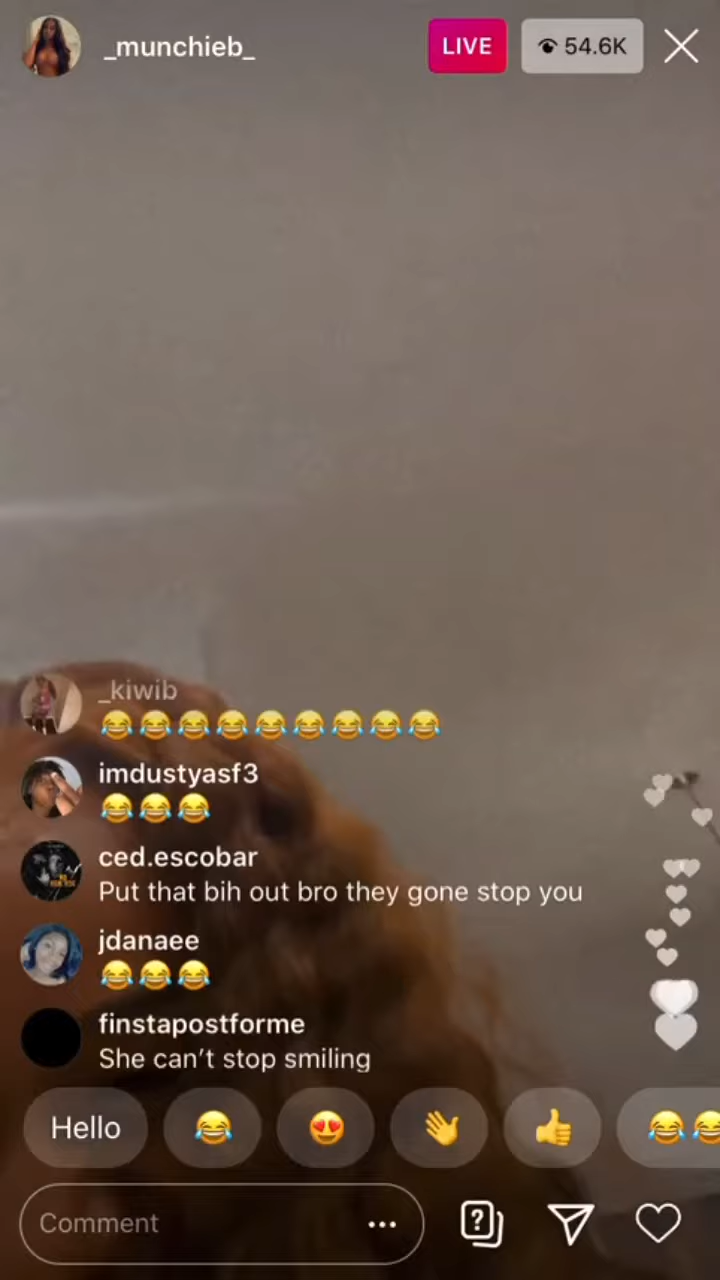 _munchieb_
LIVE
54.6K
_kiwib
😂😂😂😂😂😂😂😂😂
imdustyasf3
😂😂😂
ced.escobar
Put that bih out bro they gone stop you
jdanaee
😂😂😂
finstapostforme
She can’t stop smiling
Hello 😂 😍 👋 👍 😂😂
Comment